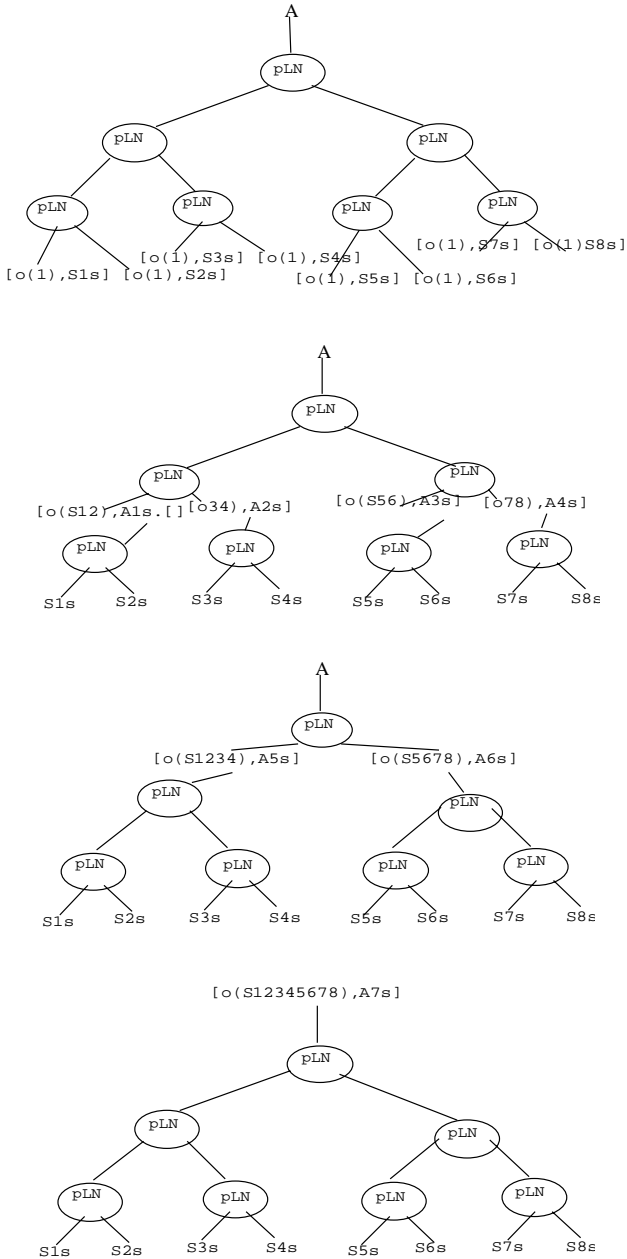 A
pLN
pLN pLN
pLN pLN pLN pLN
[o(1),S1s] [o(1),S2s] [o(1),S3s] [o(1),S4s] [o(1),S5s] [o(1),S6s] [o(1),S7s] [o(1)S8s]
A
pLN
pLN pLN
[o(S12),A1s.[] [o34),A2s] [o(S56),A3s] [o78),A4s]
pLN pLN pLN pLN
S1s S2s S3s S4s S5s S6s S7s S8s
A
pLN
[o(S1234),A5s] [o(S5678),A6s]
pLN pLN
pLN pLN pLN pLN
S1s S2s S3s S4s S5s S6s S7s S8s
[o(S12345678),A7s]
pLN
pLN pLN
pLN pLN pLN pLN
S1s S2s S3s S4s S5s S6s S7s S8s